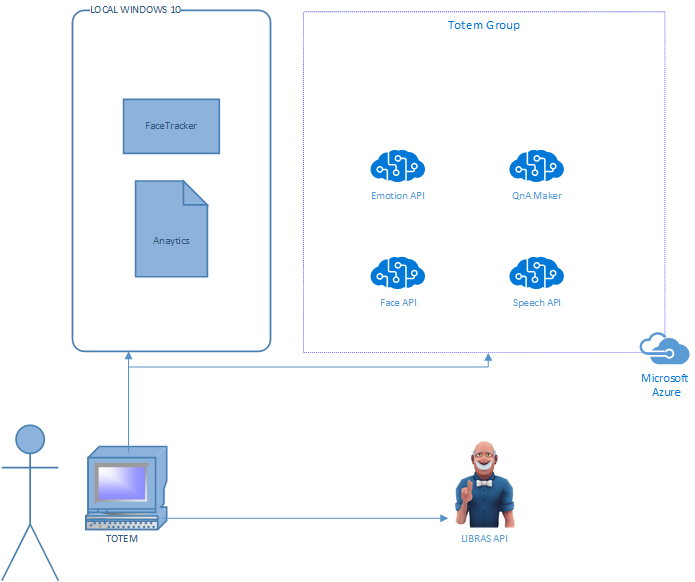 LOCAL WINDOWS 10
Totem Group
FaceTracker
Emotion API
QnA Maker
Anaytics
Face API
Speech API
Microsoft
Azure
TOTEM
LIBRAS API